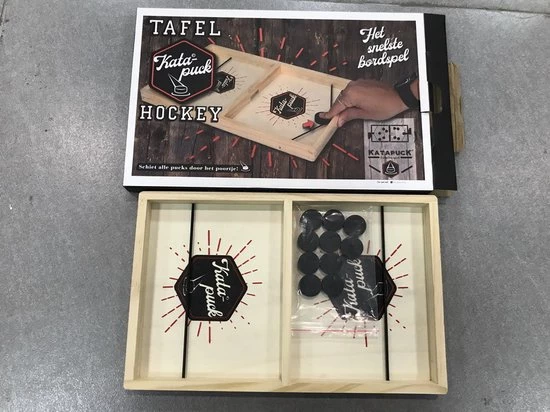 TAFEL
Kata
puck
HOCKEY
Het
snelste
bordspel
KATAPUCK
Schiet alle pucks door het poortje!
Kata
puck
Kata
puck